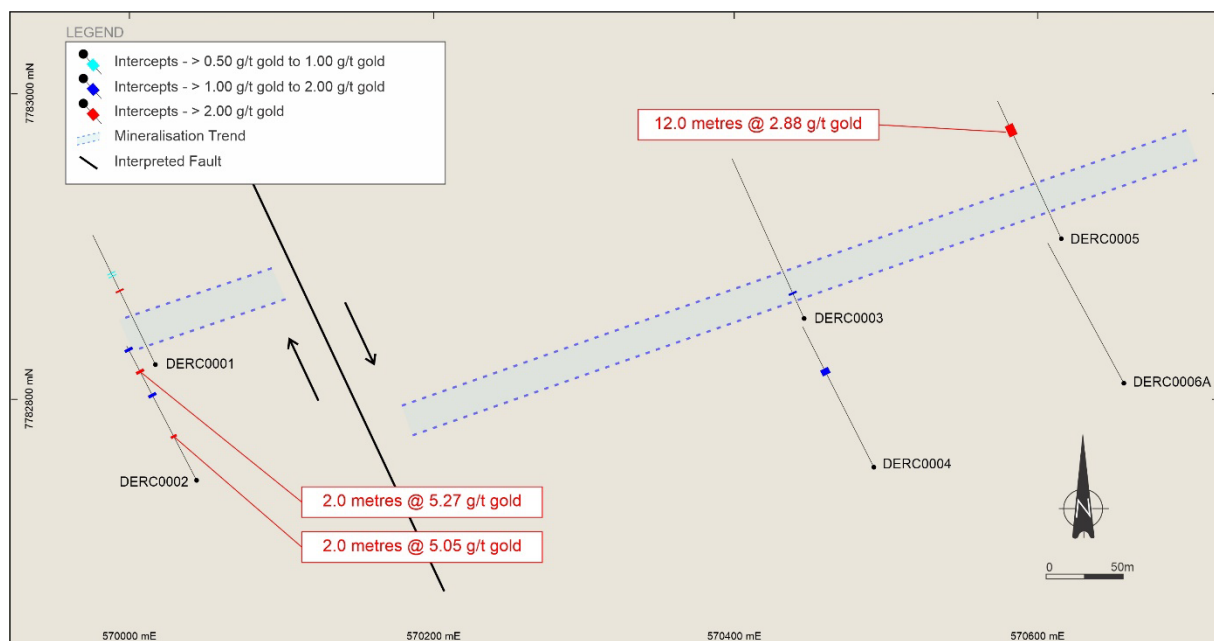 LEGEND
Intercepts - > 0.50 g/t gold to 1.00 g/t gold
Intercepts - > 1.00 g/t gold to 2.00 g/t gold
Intercepts - > 2.00 g/t gold
Mineralisation Trend
Interpreted Fault
7783000 mN
12.0 metres @ 2.88 g/t gold
DERC0005
DERC0003
DERC0001
7782800 mN
DERC0006A
DERC0004
DERC0002
2.0 metres @ 5.27 g/t gold
2.0 metres @ 5.05 g/t gold
N
0 50m
570000 mE 570200 mE 570400 mE 570600 mE